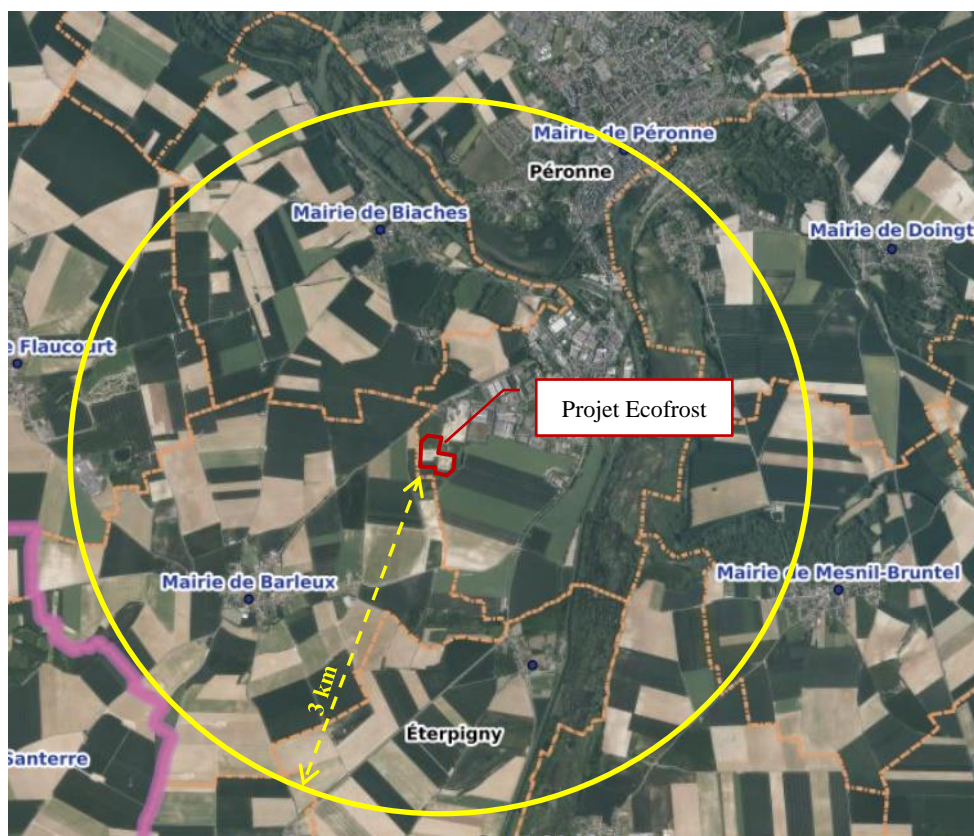 Mairie de Péronne
Péronne
Mairie de Biaches
Mairie de Doingt
e Flaucourt
Projet Ecofrost
Mairie de Barleux
Mairie de Mesnil-Bruntel
3 km
Éterpigny
Santerre